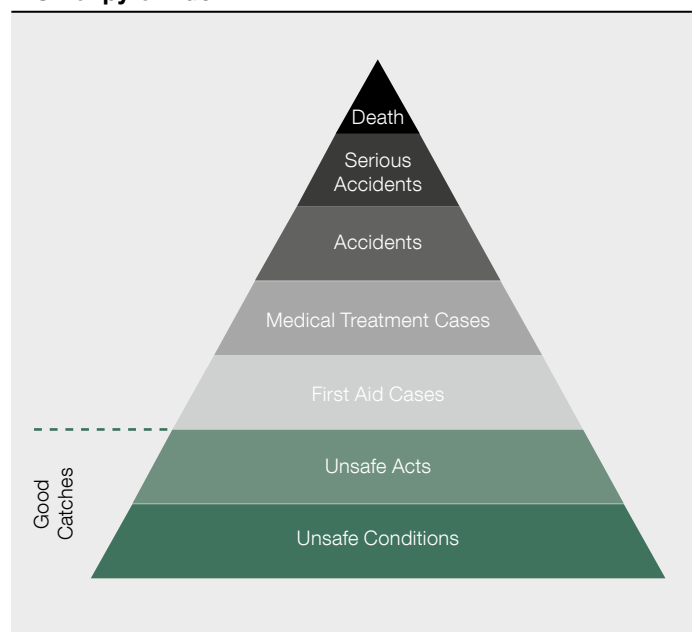 Death
Serious
Accidents
Accidents
Medical Treatment Cases
First Aid Cases
Unsafe Acts
Unsafe Conditions
Good
Catches